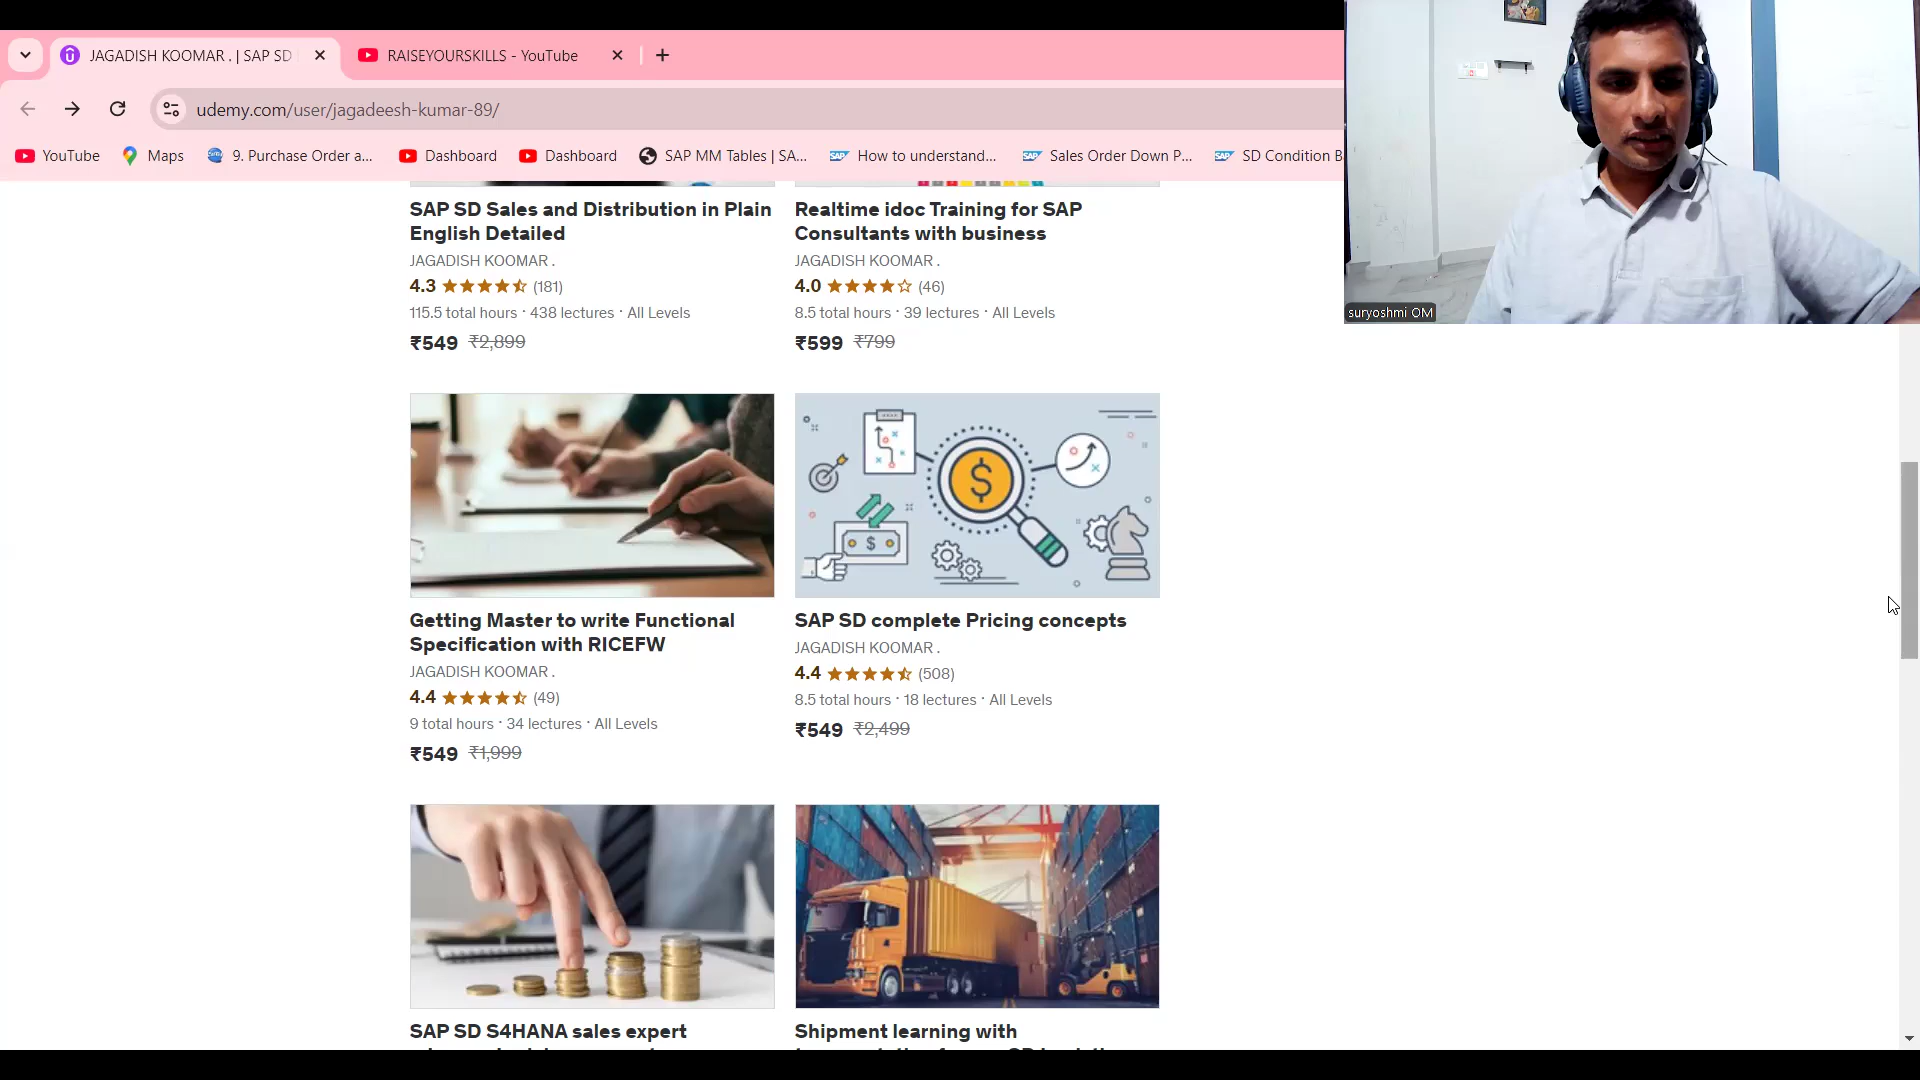 JAGADISH KOOMAR . | SAP SD
RAISEYOURSKILLS - YouTube
udemy.com/user/jagadeesh-kumar-89/
YouTube
Maps
9. Purchase Order a...
Dashboard
Dashboard
SAP MM Tables | SA...
How to understand...
Sales Order Down P...
SD Condition B
suryoshmi OM
SAP SD Sales and Distribution in Plain
English Detailed
JAGADISH KOOMAR .
4.3 (181)
115.5 total hours · 438 lectures · All Levels
₹549 ₹2,899
Realtime idoc Training for SAP
Consultants with business
JAGADISH KOOMAR .
4.0 (46)
8.5 total hours · 39 lectures · All Levels
₹599 ₹799
Getting Master to write Functional
Specification with RICEFW
JAGADISH KOOMAR .
4.4 (49)
9 total hours · 34 lectures · All Levels
₹549 ₹1,999
SAP SD complete Pricing concepts
JAGADISH KOOMAR .
4.4 (508)
8.5 total hours · 18 lectures · All Levels
₹549 ₹2,499
SAP SD S4HANA sales expert
Shipment learning with